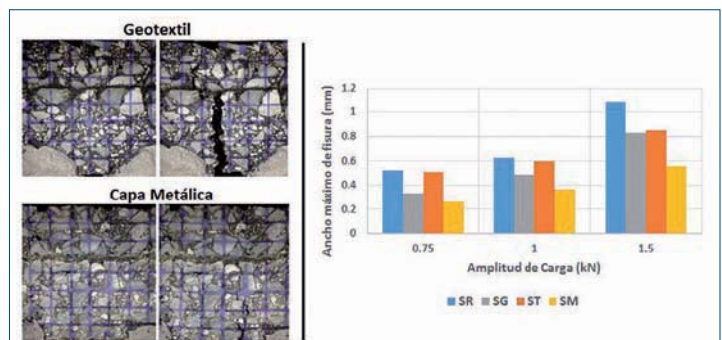 Geotextil
Capa Metálica
Ancho máximo de fisura (mm)
1.2
1
0.8
0.6
0.4
0.2
0
0.75 1 1.5
Amplitud de Carga (kN)
SR SG ST SM